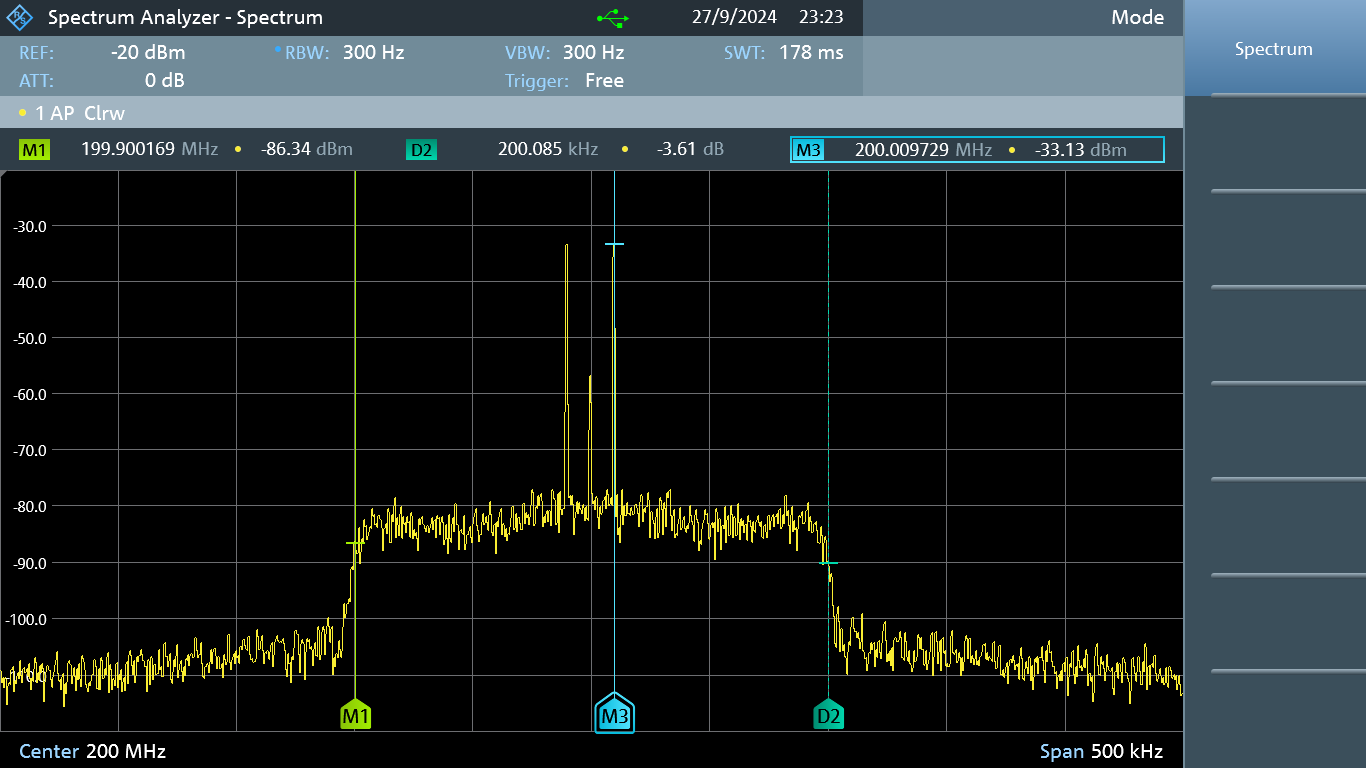 Spectrum Analyzer - Spectrum 27/9/2024 23:23 Mode
REF: -20 dBm RBW: 300 Hz VBW: 300 Hz SWT: 178 ms
ATT: 0 dB Trigger: Free
Spectrum
1 AP Clrw
M1 199.900169 MHz -86.34 dBm D2 200.085 kHz -3.61 dB M3 200.009729 MHz -33.13 dBm
-30.0
-40.0
-50.0
-60.0
-70.0
-80.0
-90.0
-100.0
M1 M3 D2
Center 200 MHz Span 500 kHz